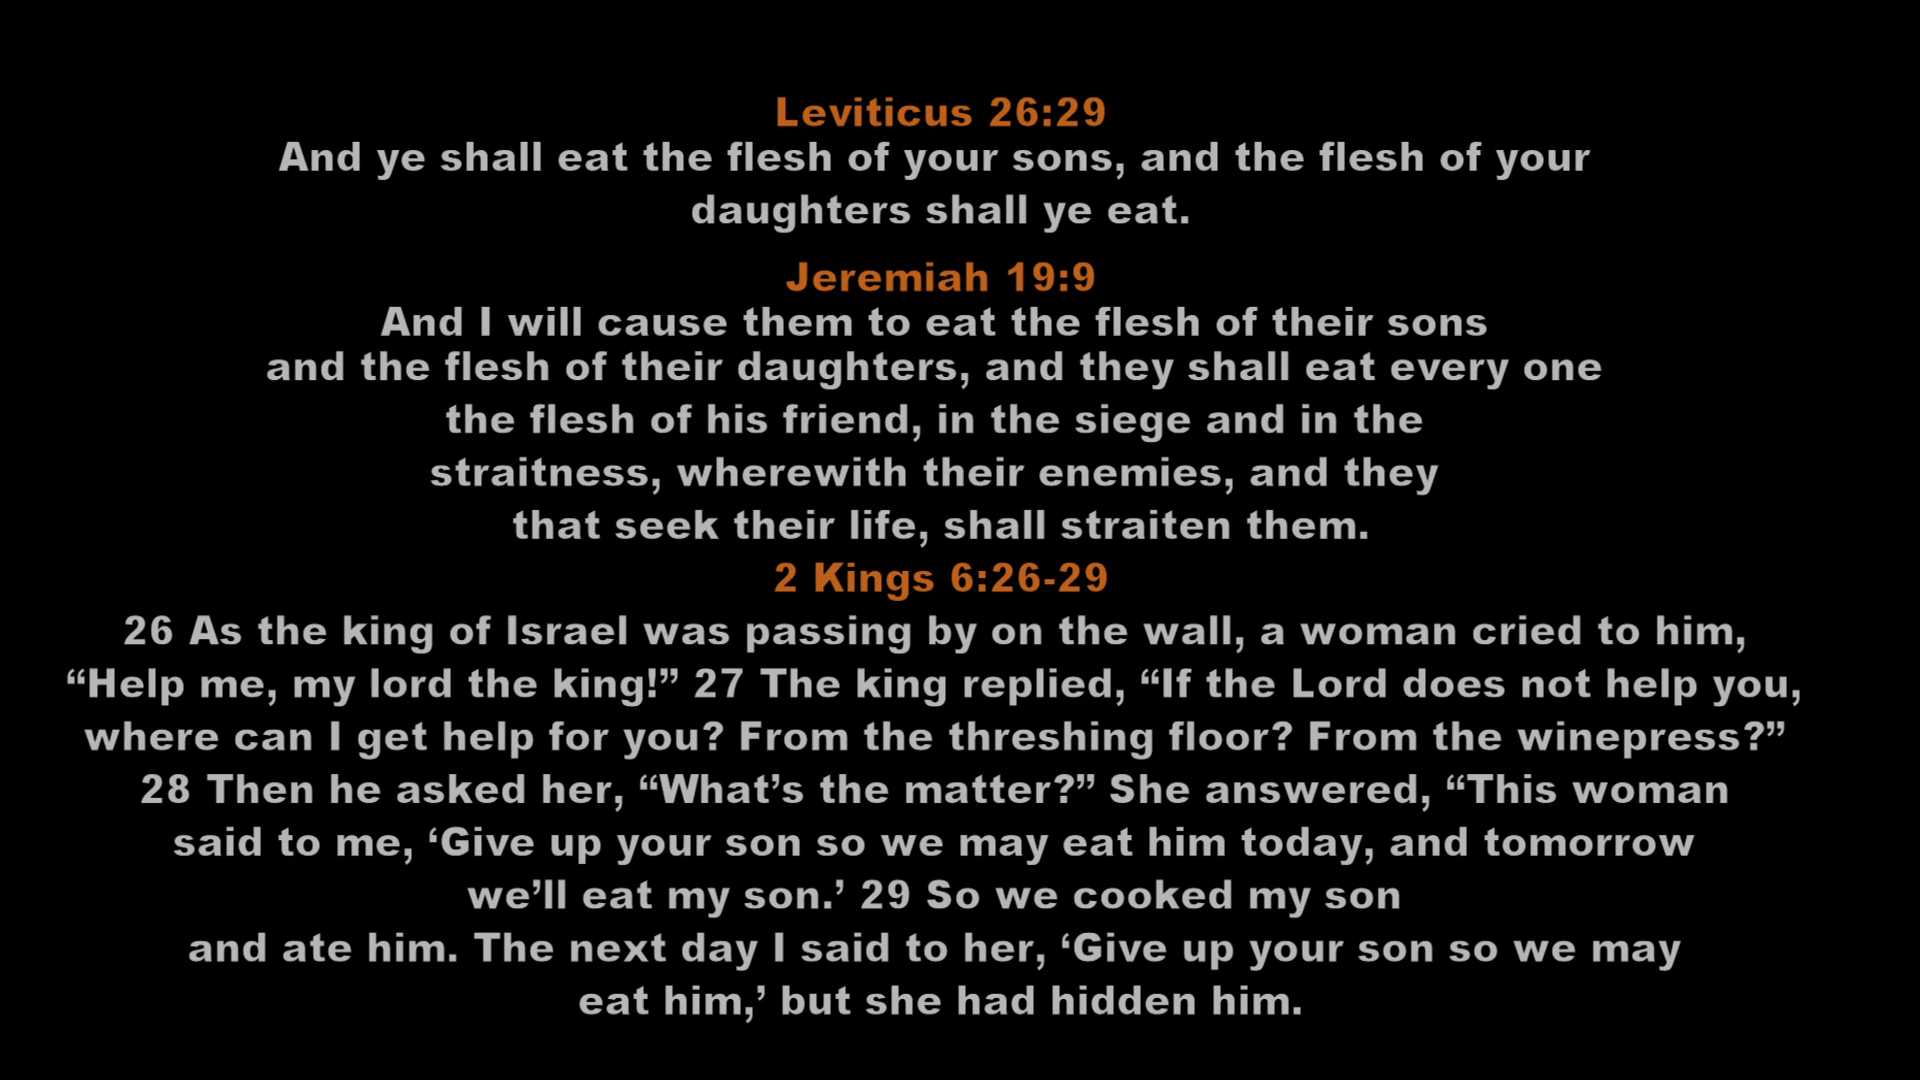 Leviticus 26:29
And ye shall eat the flesh of your sons, and the flesh of your
daughters shall ye eat.
Jeremiah 19:9
And I will cause them to eat the flesh of their sons
and the flesh of their daughters, and they shall eat every one
the flesh of his friend, in the siege and in the
straitness, wherewith their enemies, and they
that seek their life, shall straiten them.
2 Kings 6:26-29
26 As the king of Israel was passing by on the wall, a woman cried to him,
“Help me, my lord the king!” 27 The king replied, “If the Lord does not help you,
where can I get help for you? From the threshing floor? From the winepress?”
28 Then he asked her, “What’s the matter?” She answered, “This woman
said to me, ‘Give up your son so we may eat him today, and tomorrow
we’ll eat my son.’ 29 So we cooked my son
and ate him. The next day I said to her, ‘Give up your son so we may
eat him,’ but she had hidden him.